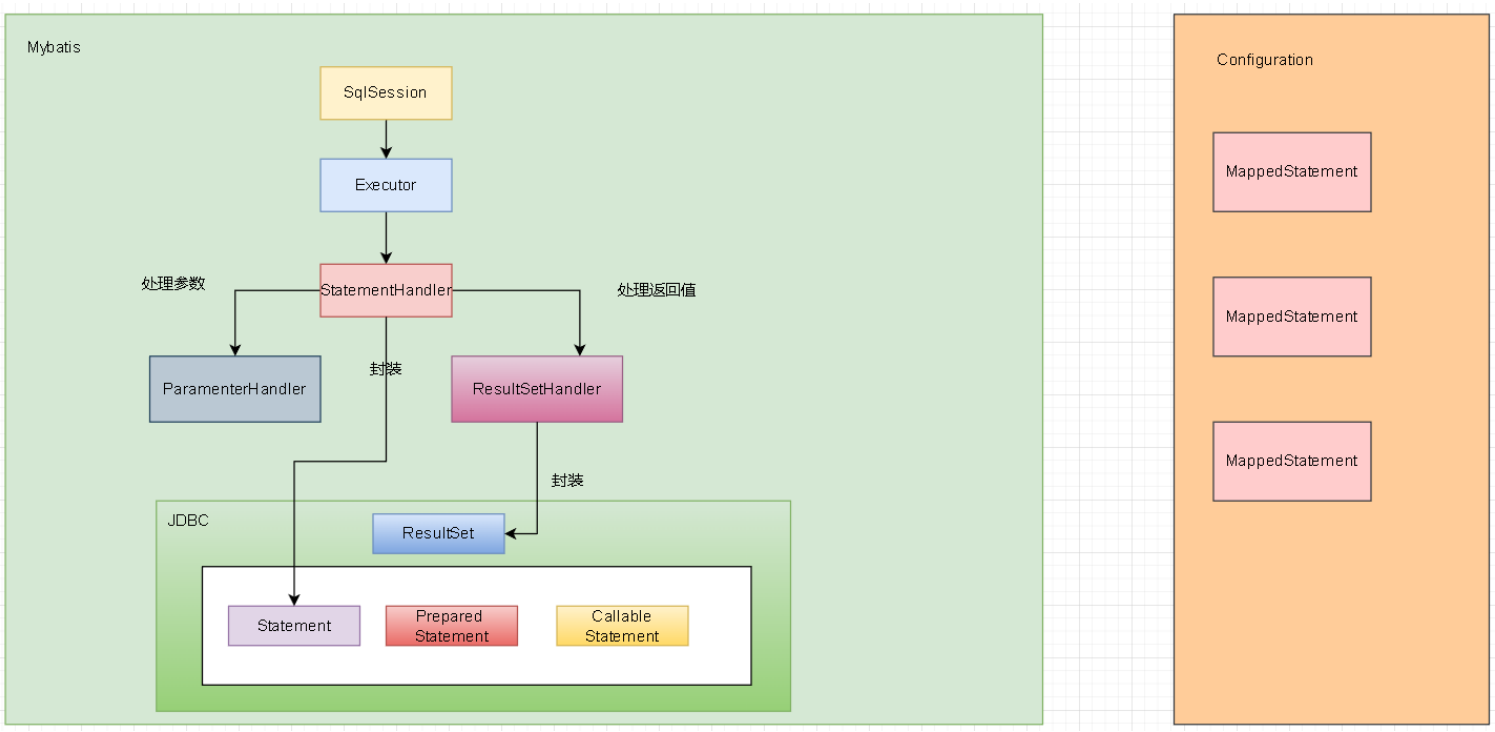 Mybatis
Configuration
SqlSession
MappedStatement
Executor
处理参数
StatementHandler
处理返回值
MappedStatement
封装
ParamenterHandler
ResultSetHandler
MappedStatement
封装
JDBC
ResultSet
Statement
Prepared
Statement
Callable
Statement